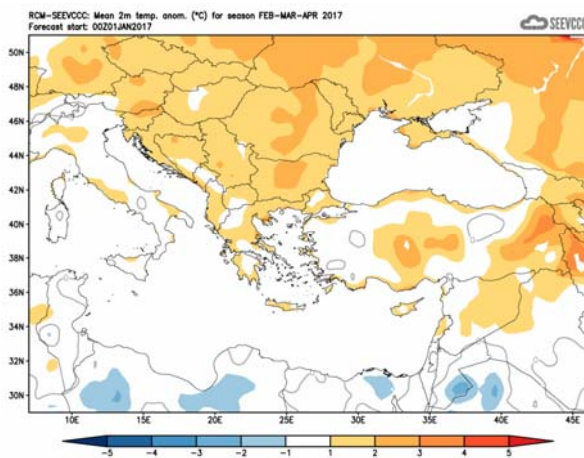 RCM-SEEVCCC: Mean 2m temp. anom. (°C) for season FEB-MAR-APR 2017
Forecast start: 00Z01JAN2017
SEEVCCC
50N
48N
46N
44N
42N
40N
38N
36N
34N
32N
30N
10E 15E 20E 25E 30E 35E 40E 45E
-5 -4 -3 -2 -1 1 2 3 4 5